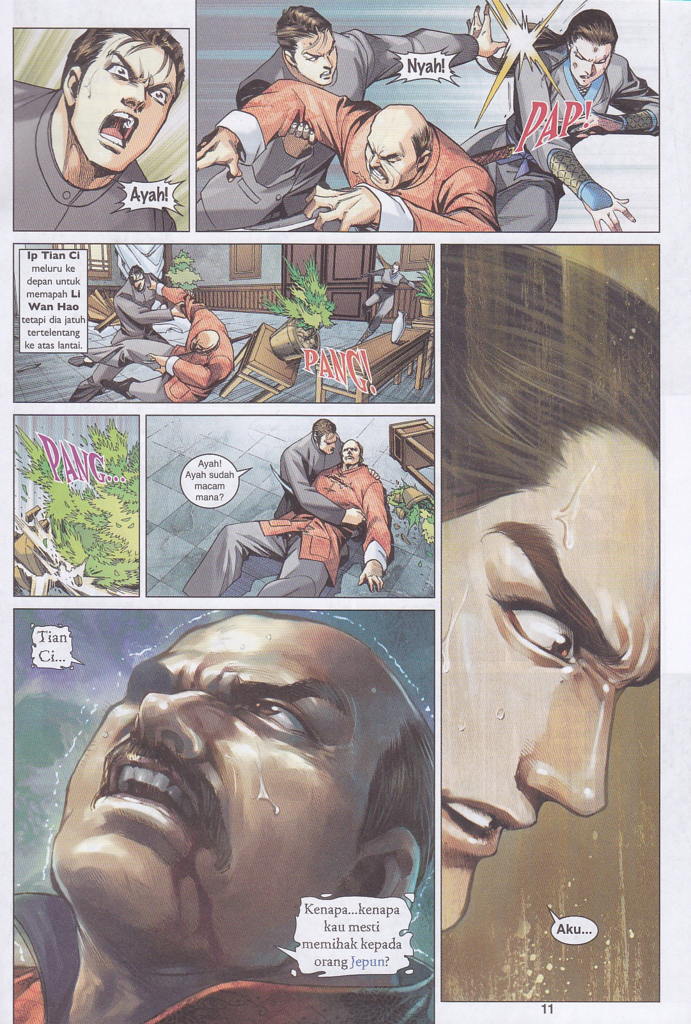 Ayah!
Nyah!
PAP!
Ip Tian Ci
meluru ke
depan untuk
memapah Li
Wan Hao
tetapi dia jatuh
tertelentang
ke atas lantai.
PANG!
PANG...
Ayah!
Ayah sudah
macam
mana?
Tian
Ci...
Kenapa...kenapa
kau mesti
memihak kepada
orang Jepun?
Aku...
11